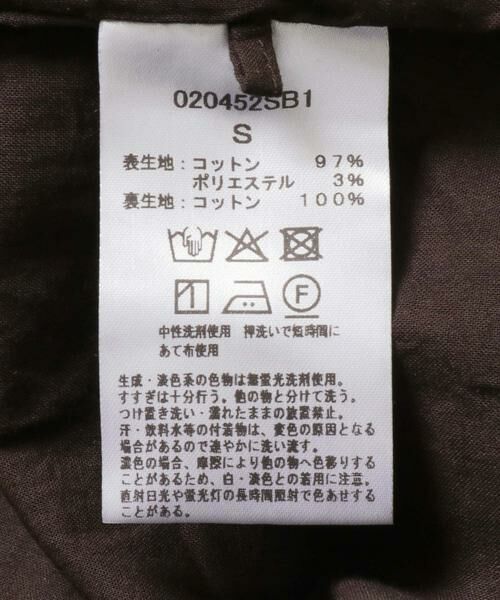 020452SB1
S
表生地：コットン 97%
ポリエステル 3%
裏生地：コットン 100%
F
中性洗剤使用 押洗いで短時間に
あて布使用
生成・淡色系の色物は無蛍光洗剤使用。
すすぎは十分行う。他の物と分けて洗う。
つけ置き洗い・濡れたままの放置禁止。
汗・飲料水等の付着物は、変色の原因となる
場合があるので速やかに洗い流す。
濃色の場合、摩擦により他の物へ色移りする
ことがあるため、白・淡色との着用に注意。
直射日光や蛍光灯の長時間照射で色あせする
ことがある。